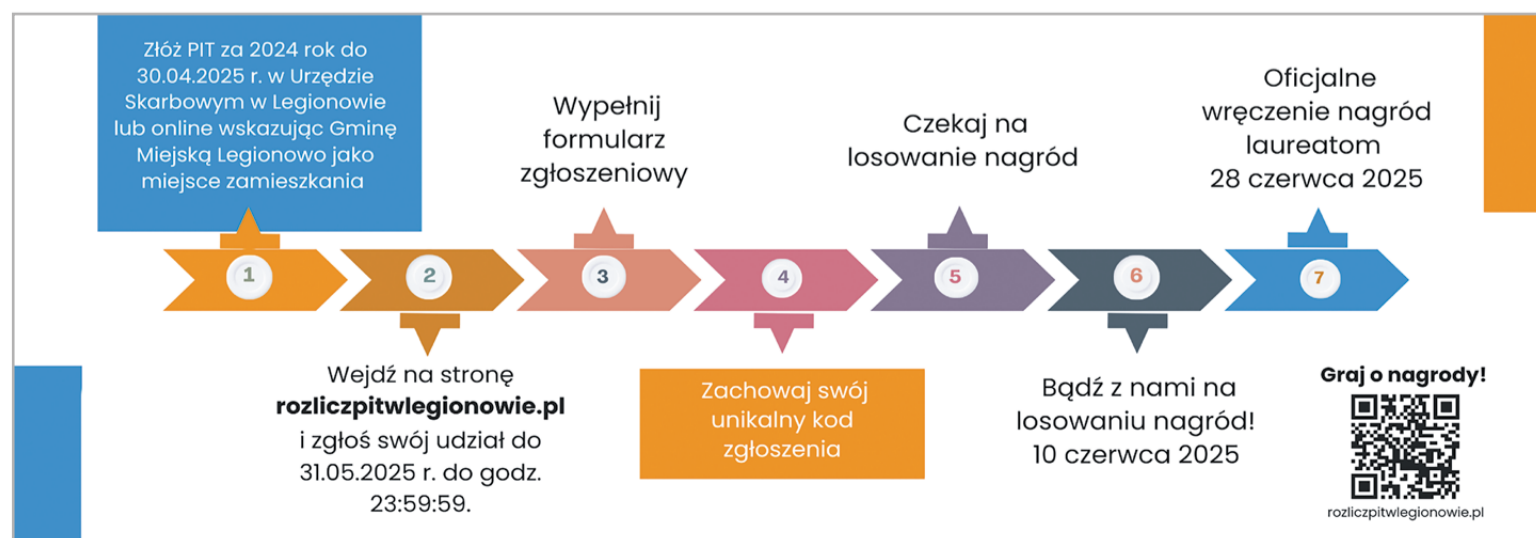 Złóż PIT za 2024 rok do
30.04.2025 r. w Urzędzie
Skarbowym w Legionowie
lub online wskazując Gminę
Miejską Legionowo jako
miejsce zamieszkania
1
2
Wejdź na stronę
rozliczpitwlegionowie.pl
i zgłoś swój udział do
31.05.2025 r. do godz.
23:59:59.
Wypełnij
formularz
zgłoszeniowy
3
4
Zachowaj swój
unikalny kod
zgłoszenia
Czekaj na
losowanie nagród
5
6
Bądź z nami na
losowaniu nagród!
10 czerwca 2025
Oficjalne
wręczenie nagród
laureatom
28 czerwca 2025
7
Graj o nagrody!
rozliczpitwlegionowie.pl